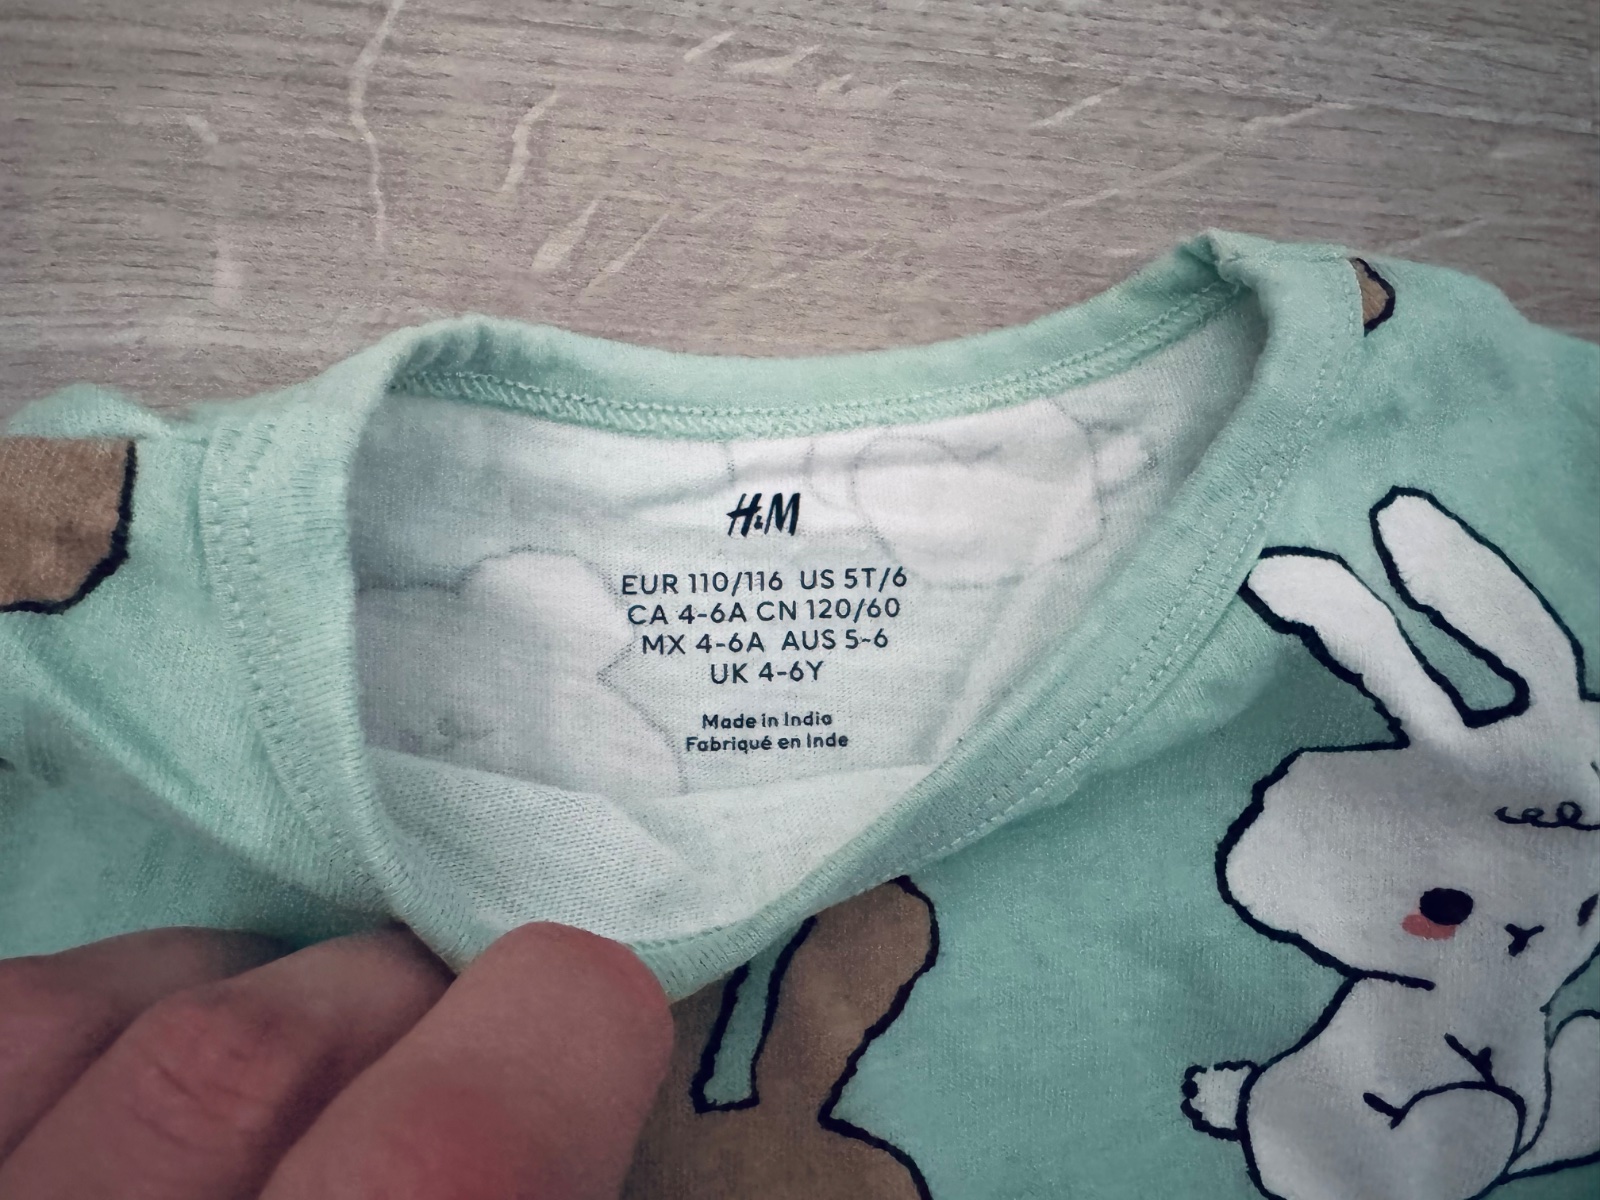 H&M
EUR 110/116 US 5T/6
CA 4-6A CN 120/60
MX 4-6A AUS 5-6
UK 4-6Y
Made in India
Fabriqué en Inde